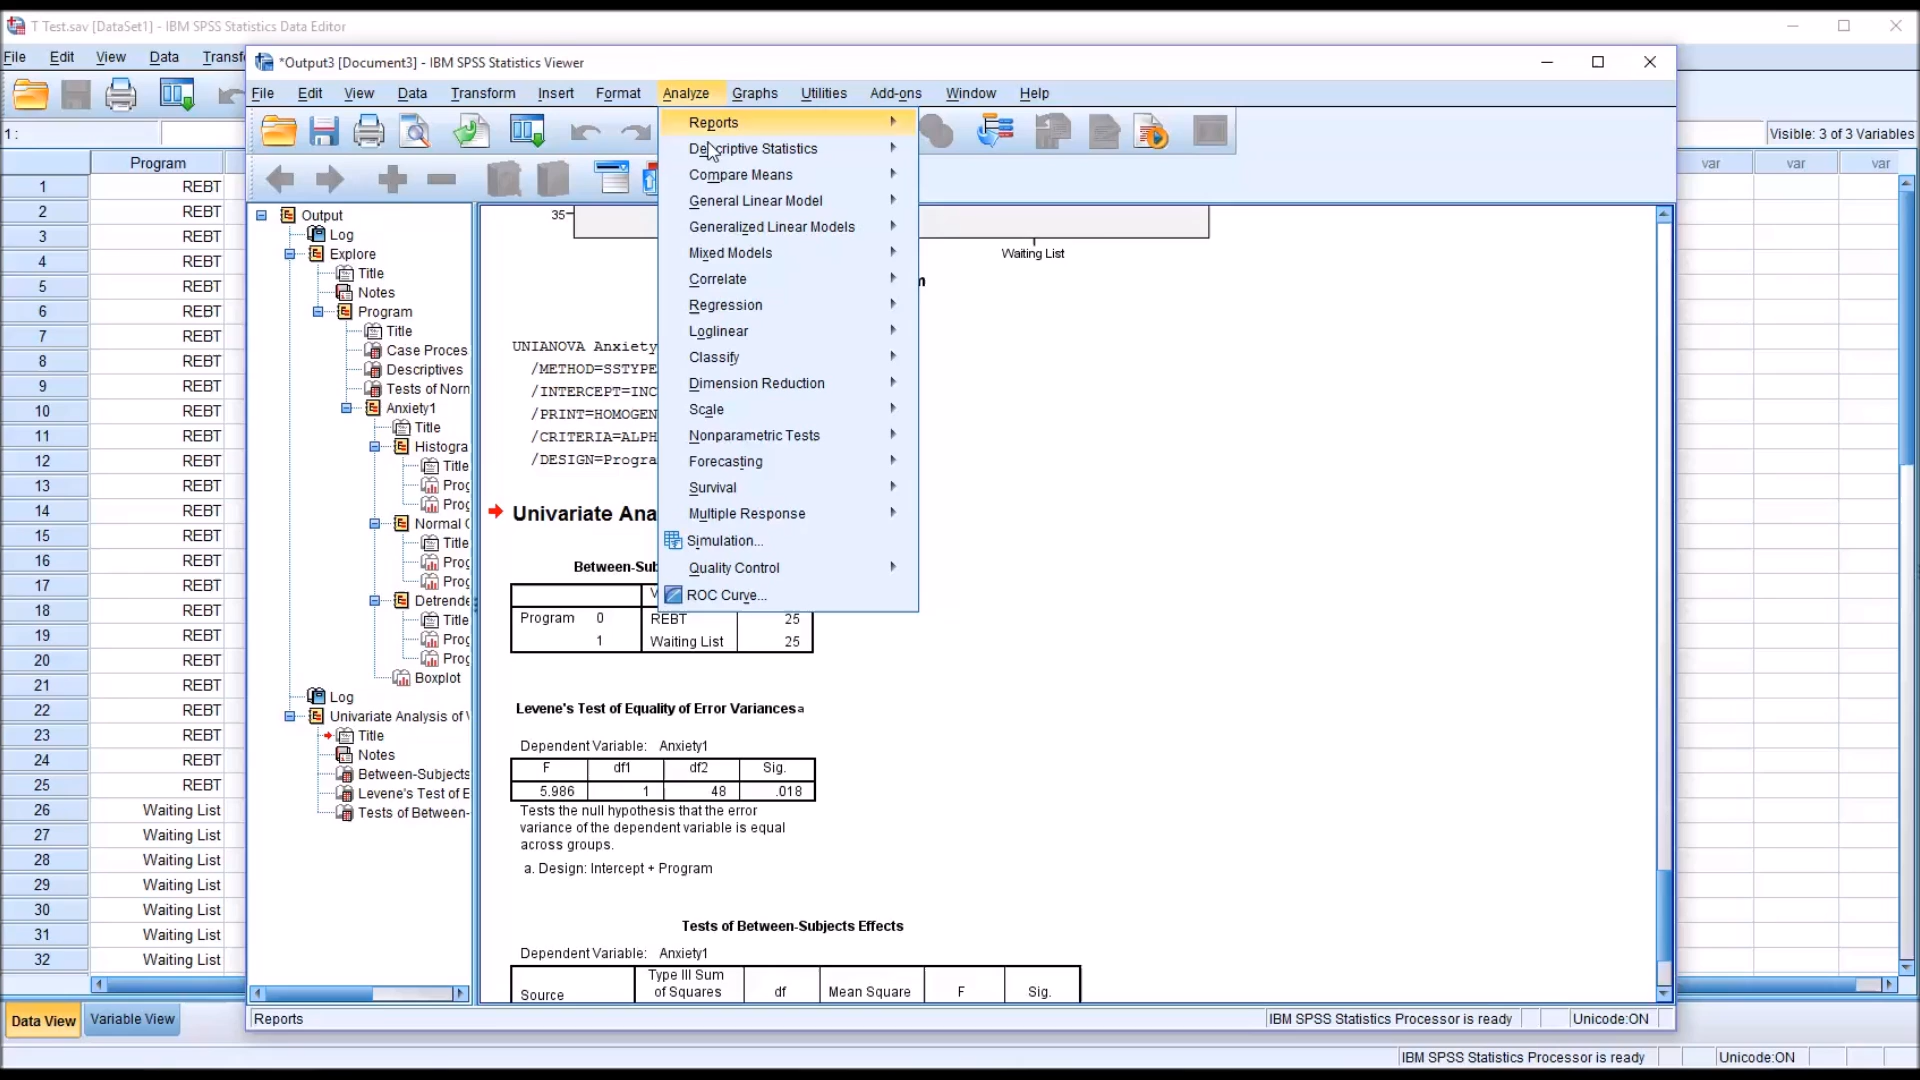 T Test.sav [DataSet1] - IBM SPSS Statistics Data Editor
File Edit View Data Transf
1 :
Visible: 3 of 3 Variables
Program var var var
1 REBT
2 REBT
3 REBT
4 REBT
5 REBT
6 REBT
7 REBT
8 REBT
9 REBT
10 REBT
11 REBT
12 REBT
13 REBT
14 REBT
15 REBT
16 REBT
17 REBT
18 REBT
19 REBT
20 REBT
21 REBT
22 REBT
23 REBT
24 REBT
25 REBT
26 Waiting List
27 Waiting List
28 Waiting List
29 Waiting List
30 Waiting List
31 Waiting List
32 Waiting List
Data View Variable View
IBM SPSS Statistics Processor is ready Unicode:ON
*Output3 [Document3] - IBM SPSS Statistics Viewer
File Edit View Data Transform Insert Format Analyze Graphs Utilities Add-ons Window Help
Reports
Descriptive Statistics
Compare Means
General Linear Model
Generalized Linear Models
Mixed Models
Correlate
Regression
Loglinear
Classify
Dimension Reduction
Scale
Nonparametric Tests
Forecasting
Survival
Multiple Response
Simulation...
Quality Control
ROC Curve...
Output
Log
Explore
Title
Notes
Program
Title
Case Proces
Descriptives
Tests of Norn
Anxiety1
Title
Histogra
Title
Prog
Prog
Normal Q
Title
Prog
Prog
Detrende
Title
Prog
Prog
Boxplot
Log
Univariate Analysis of V
Title
Notes
Between-Subjects
Levene's Test of E
Tests of Between-
35
Waiting List
m
UNIANOVA Anxiety
/METHOD=SSTYPE
/INTERCEPT=INC
/PRINT=HOMOGEN
/CRITERIA=ALPH
/DESIGN=Progra
Univariate Ana
Between-Sub
V
Program 0 REBT 25
1 Waiting List 25
Levene's Test of Equality of Error Variances a
Dependent Variable: Anxiety1
F df1 df2 Sig.
5.986 1 48 .018
Tests the null hypothesis that the error
variance of the dependent variable is equal
across groups.
a. Design: Intercept + Program
Tests of Between-Subjects Effects
Dependent Variable: Anxiety1
Source Type III Sum of Squares df Mean Square F Sig.
Reports
IBM SPSS Statistics Processor is ready Unicode:ON